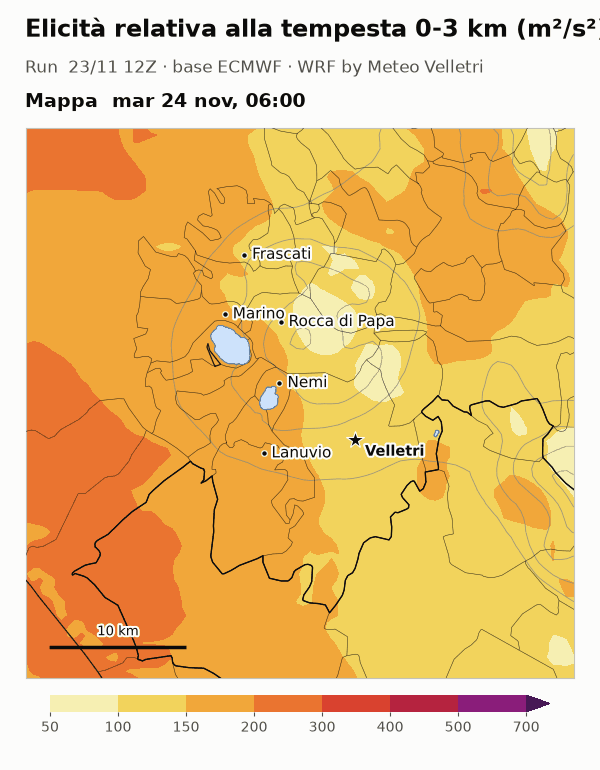 Elicità relativa alla tempesta 0-3 km (m²/s²)
Run  23/11 12Z · base ECMWF · WRF by Meteo Velletri
Mappa  mar 24 nov, 06:00
Frascati
Marino
Rocca di Papa
Nemi
Velletri
Lanuvio
10 km
50 100 150 200 300 400 500 700